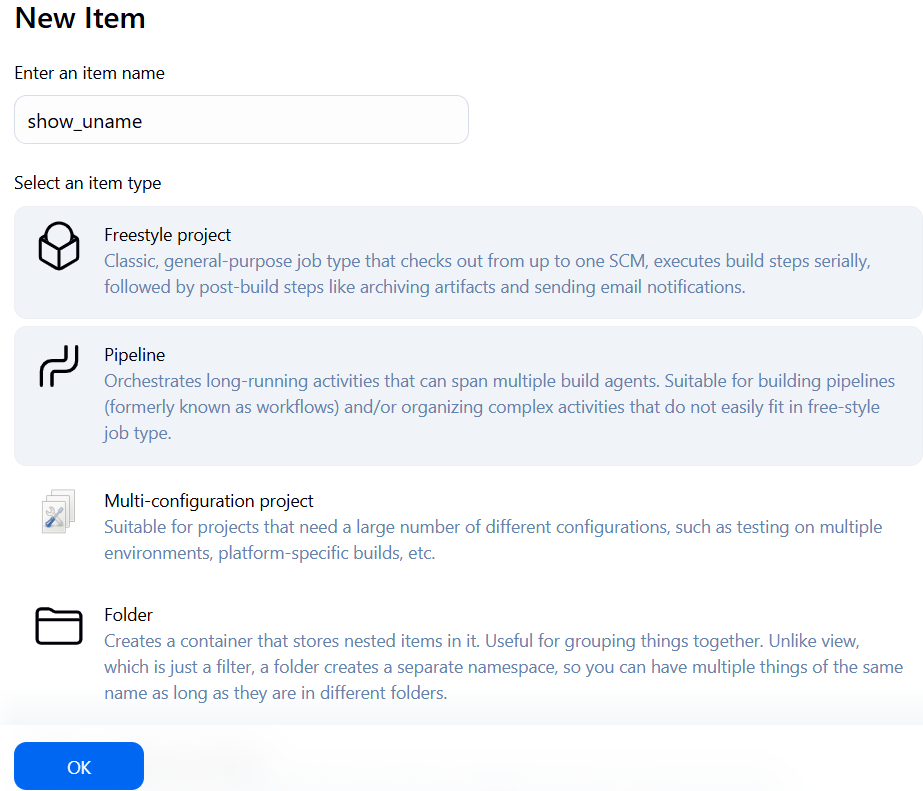 New Item
Enter an item name
show_uname
Select an item type
Freestyle project
Classic, general-purpose job type that checks out from up to one SCM, executes build steps serially,
followed by post-build steps like archiving artifacts and sending email notifications.
Pipeline
Orchestrates long-running activities that can span multiple build agents. Suitable for building pipelines
(formerly known as workflows) and/or organizing complex activities that do not easily fit in free-style
job type.
Multi-configuration project
Suitable for projects that need a large number of different configurations, such as testing on multiple
environments, platform-specific builds, etc.
Folder
Creates a container that stores nested items in it. Useful for grouping things together. Unlike view,
which is just a filter, a folder creates a separate namespace, so you can have multiple things of the same
name as long as they are in different folders.
OK